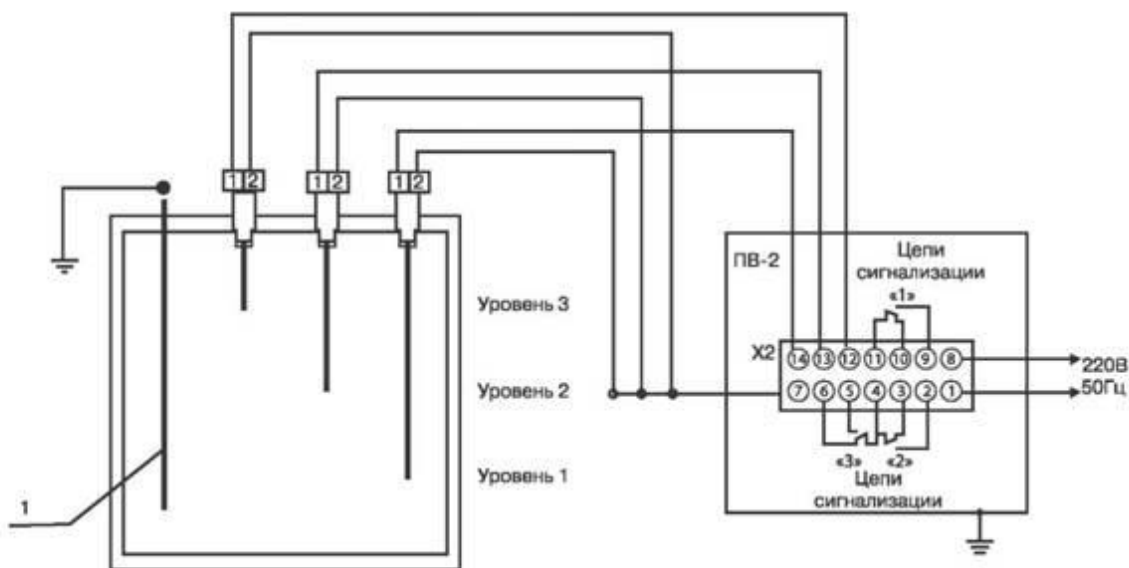 1 2
1 2
1 2
ПВ-2
Цепи
сигнализации
«1»
Уровень 3
X2
14 13 12 11 10 9 8
220В
Уровень 2
7 6 5 4 3 2 1
50Гц
«3» «2»
Уровень 1
Цепи
сигнализации
1